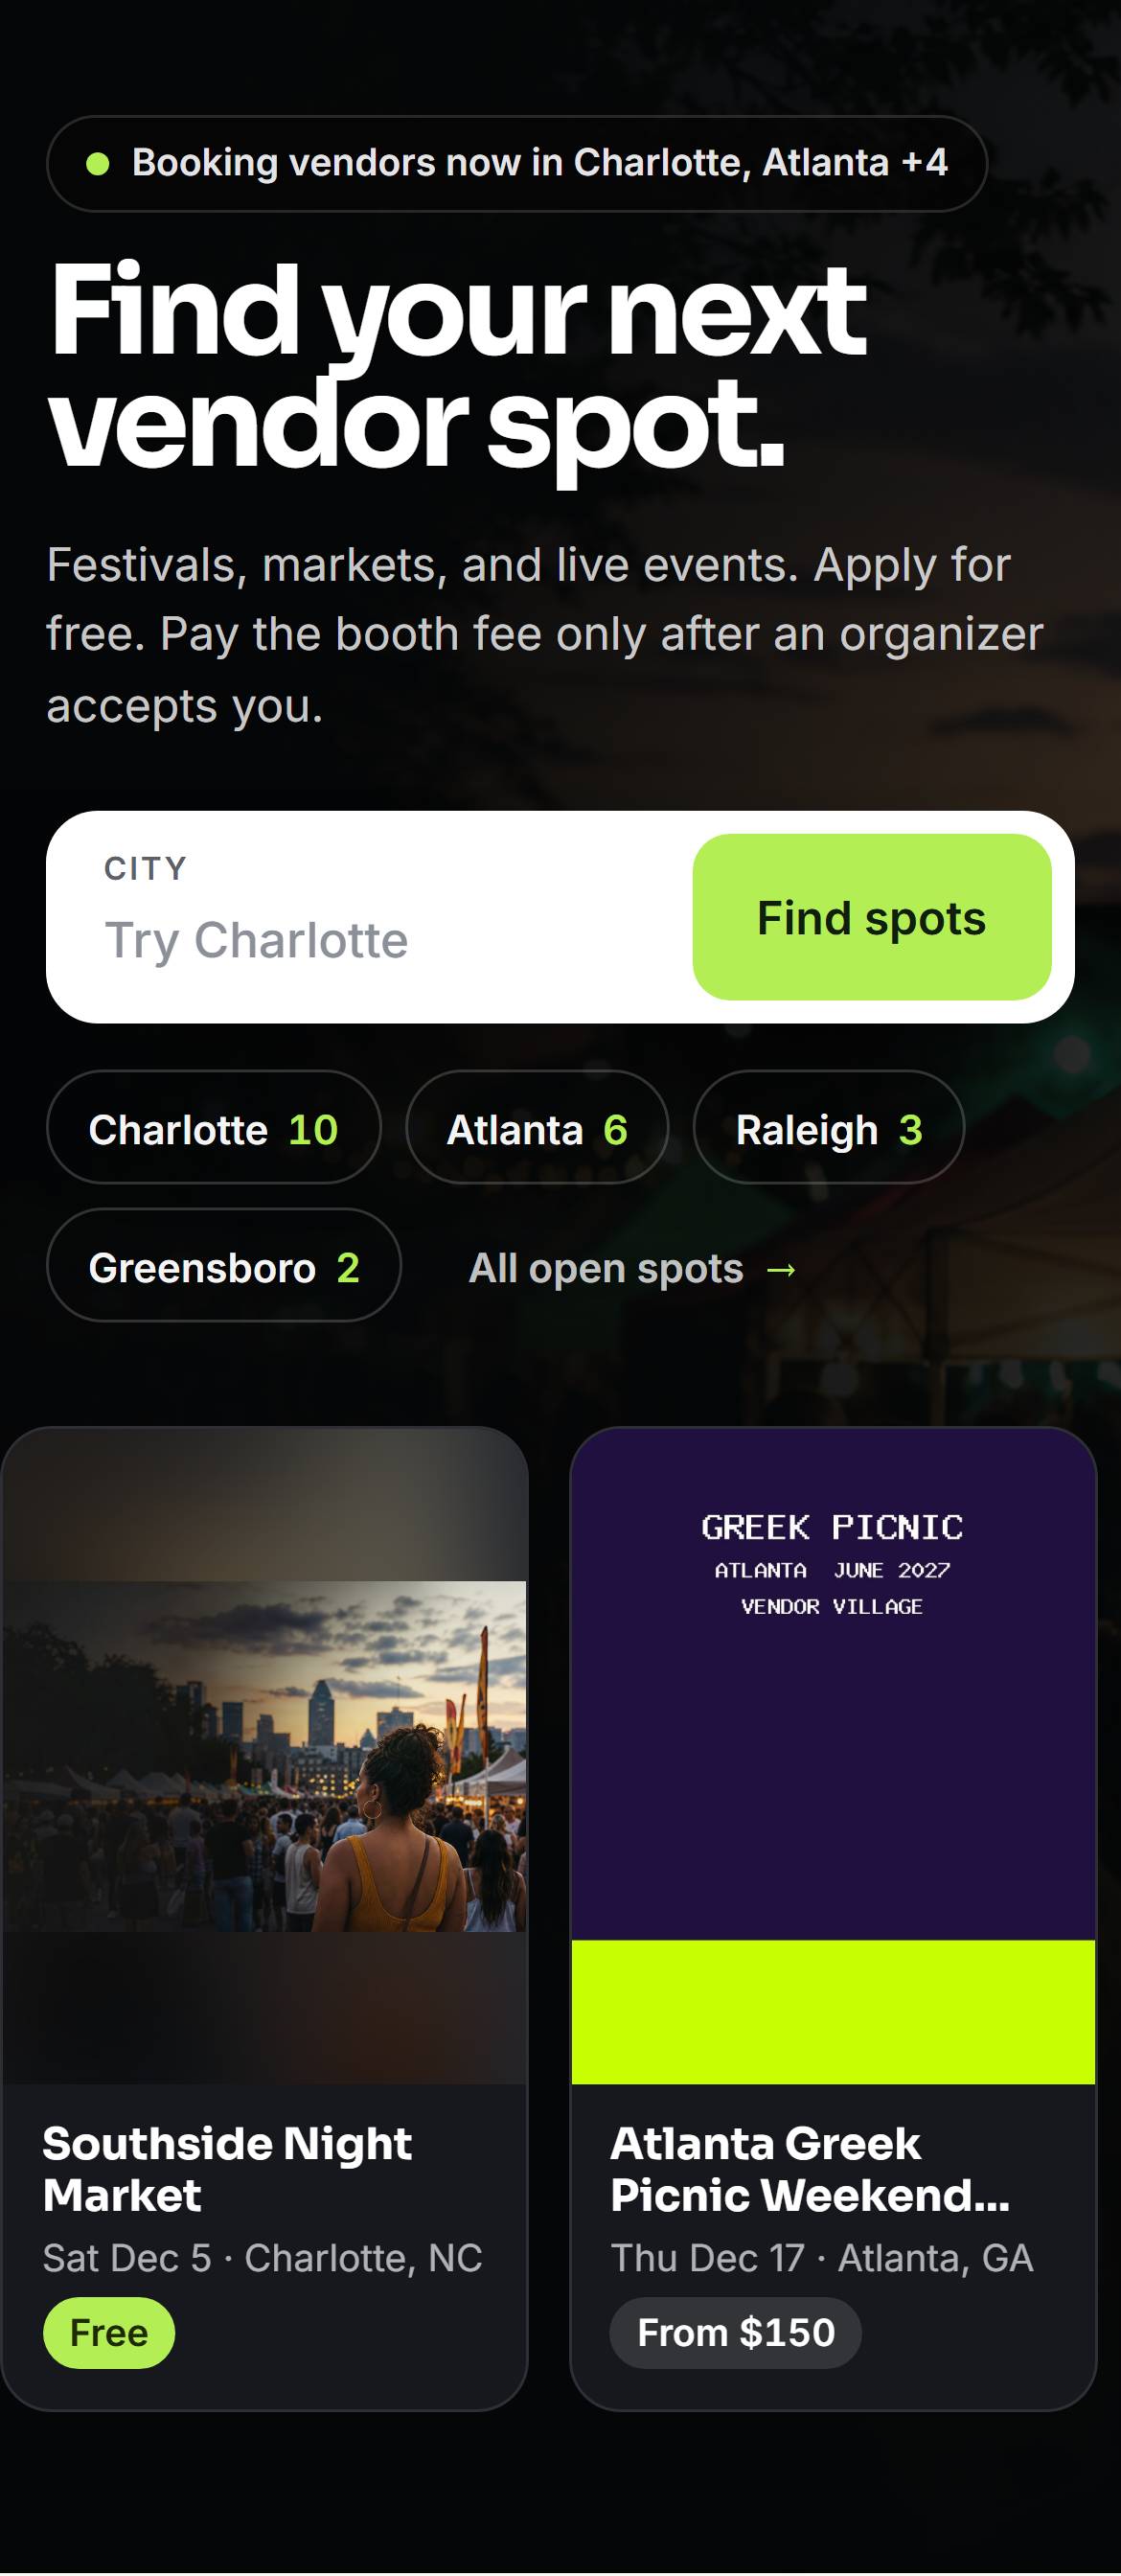 Booking vendors now in Charlotte, Atlanta +4
Find your next
vendor spot.
Festivals, markets, and live events. Apply for
free. Pay the booth fee only after an organizer
accepts you.
CITY
Try Charlotte
Find spots
Charlotte 10
Atlanta 6
Raleigh 3
Greensboro 2
All open spots →
GREEK PICNIC
ATLANTA JUNE 2027
VENDOR VILLAGE
Southside Night
Market
Sat Dec 5 · Charlotte, NC
Free
Atlanta Greek
Picnic Weekend...
Thu Dec 17 · Atlanta, GA
From $150